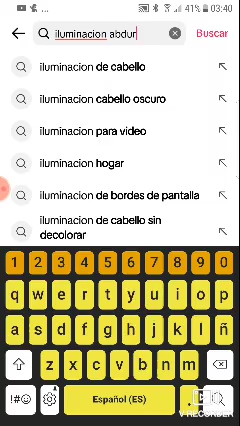 41% 03:40
iluminacion abdur
Buscar
iluminacion de cabello
iluminacion cabello oscuro
iluminacion para video
iluminacion hogar
iluminacion de bordes de pantalla
iluminacion de cabello sin
decolorar
1 2 3 4 5 6 7 8 9 0
q w e r t y u i o p
a s d f g h j k l ñ
z x c v b n m
!#☺ Español (ES) .
V RECORDER